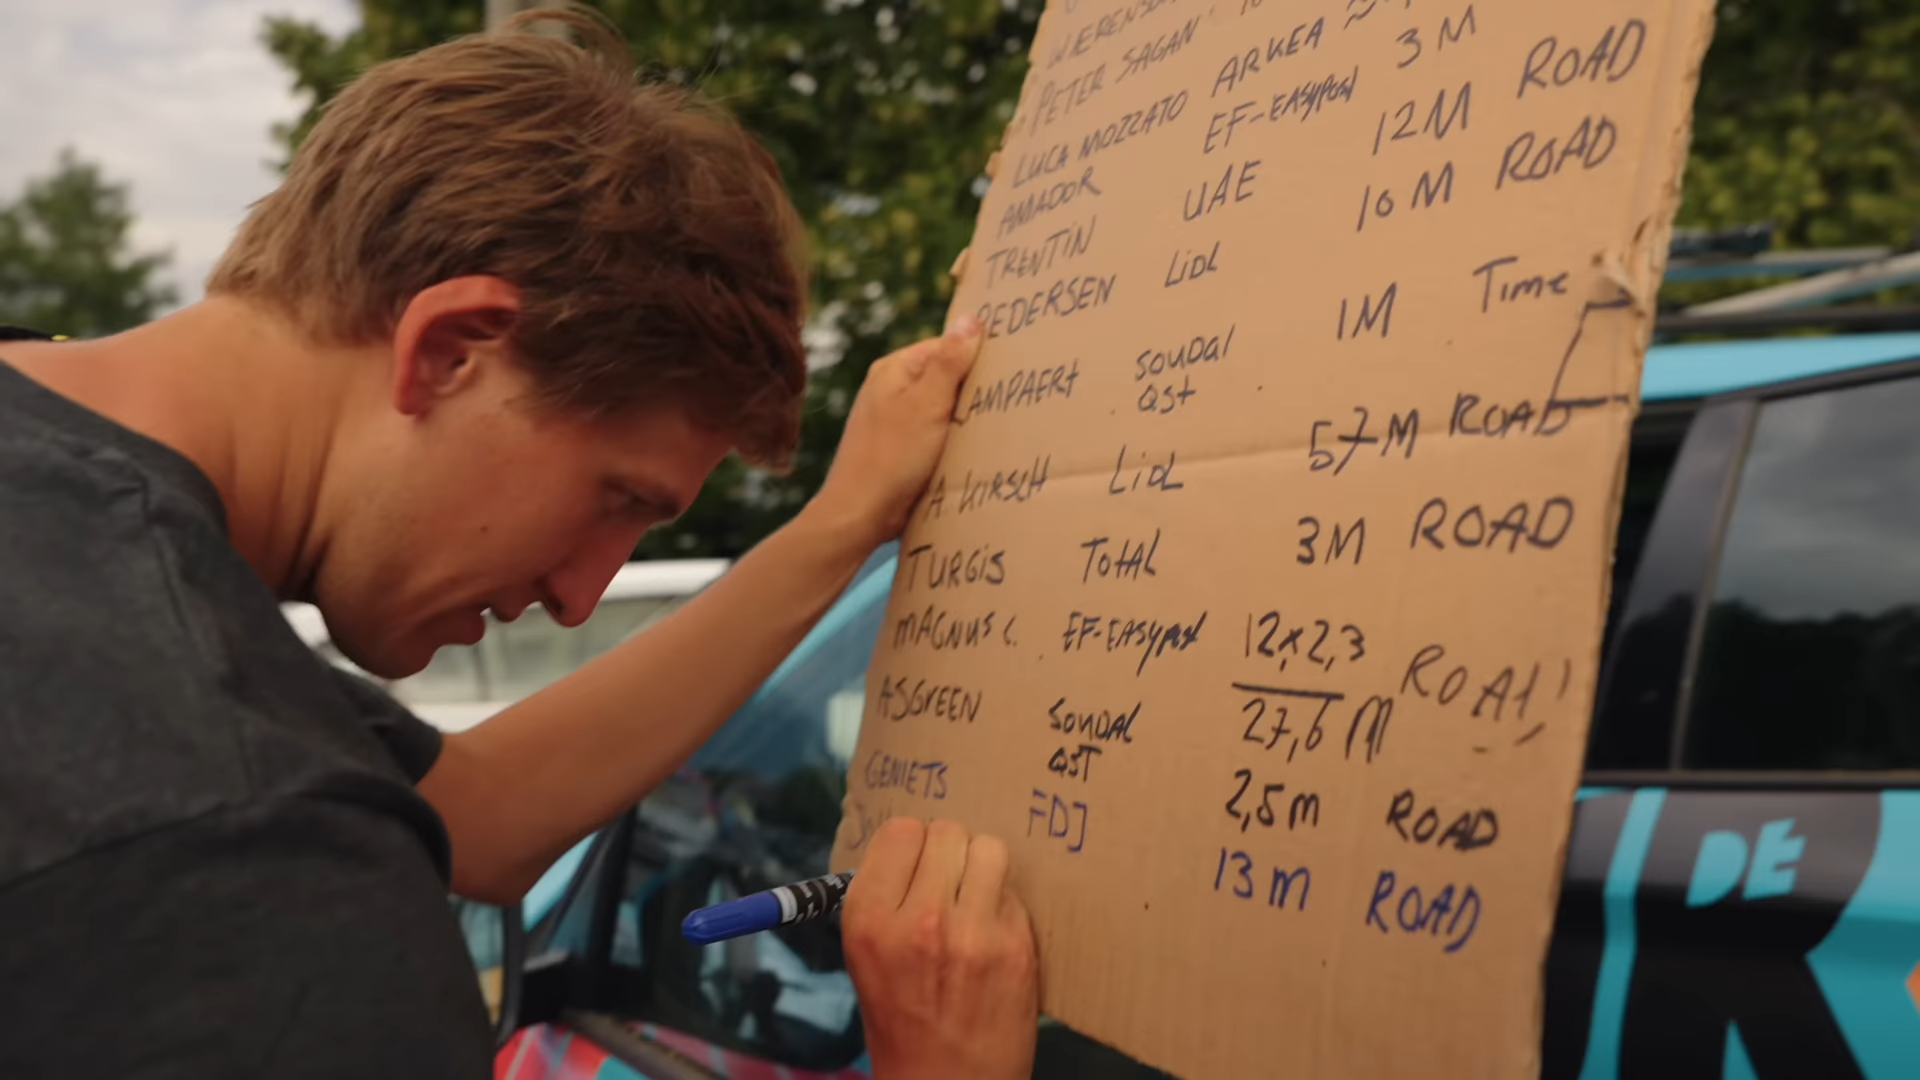 PETER SAGAN
LUCA MOZZATO ARKEA
AMADOR EF-EASYPOST 3M
TRENTIN UAE 12M ROAD
PEDERSEN LiDL 10M ROAD
LAMPAERT SOUDAL QST 1M Time
A. KIRSCH LiDL 57M ROAD
TURGiS TOTAL 3M ROAD
MAGNUS C. EF-EASYPOST 12x2,3
27,6M ROAD
ASGREEN SOUDAL QST 2,5m ROAD
GENIETS FDJ 13m ROAD
DE